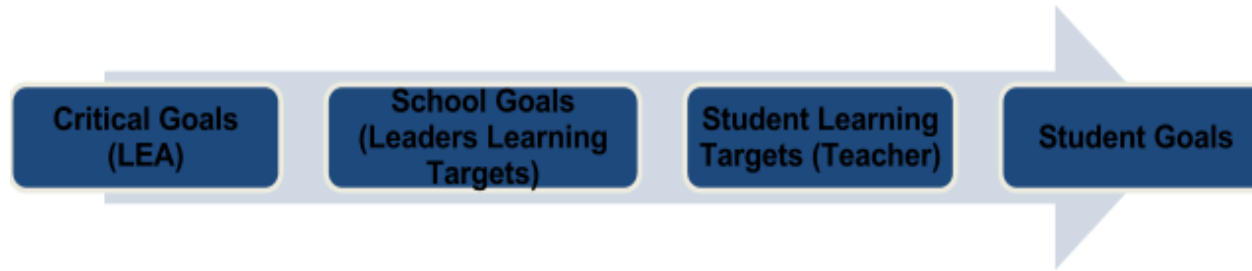 Critical Goals
(LEA)
School Goals
(Leaders Learning
Targets)
Student Learning
Targets (Teacher)
Student Goals